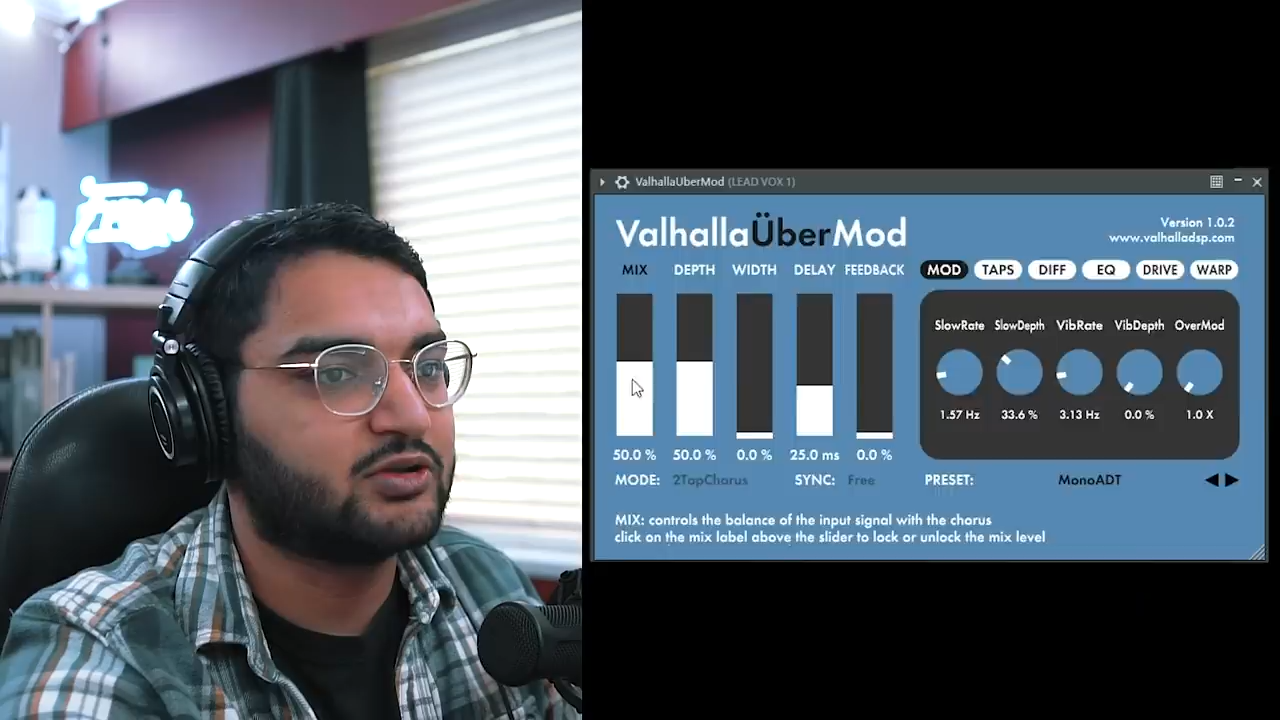 ValhallaÜberMod (LEAD VOX 1)
ValhallaÜberMod
Version 1.0.2
www.valhalladsp.com
MIX DEPTH WIDTH DELAY FEEDBACK
MOD TAPS DIFF EQ DRIVE WARP
SlowRate SlowDepth VibRate VibDepth OverMod
1.57 Hz 33.6 % 3.13 Hz 0.0 % 1.0 X
50.0 % 50.0 % 0.0 % 25.0 ms 0.0 %
MODE: 2TapChorus SYNC: Free PRESET: MonoADT
MIX: controls the balance of the input signal with the chorus
click on the mix label above the slider to lock or unlock the mix level